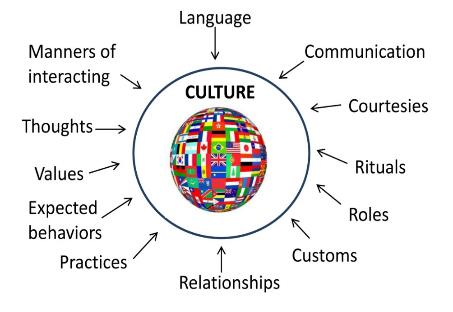 Language
Manners of
interacting
Communication
CULTURE
Courtesies
Thoughts
Rituals
Values
Expected
behaviors
Roles
Practices
Customs
Relationships